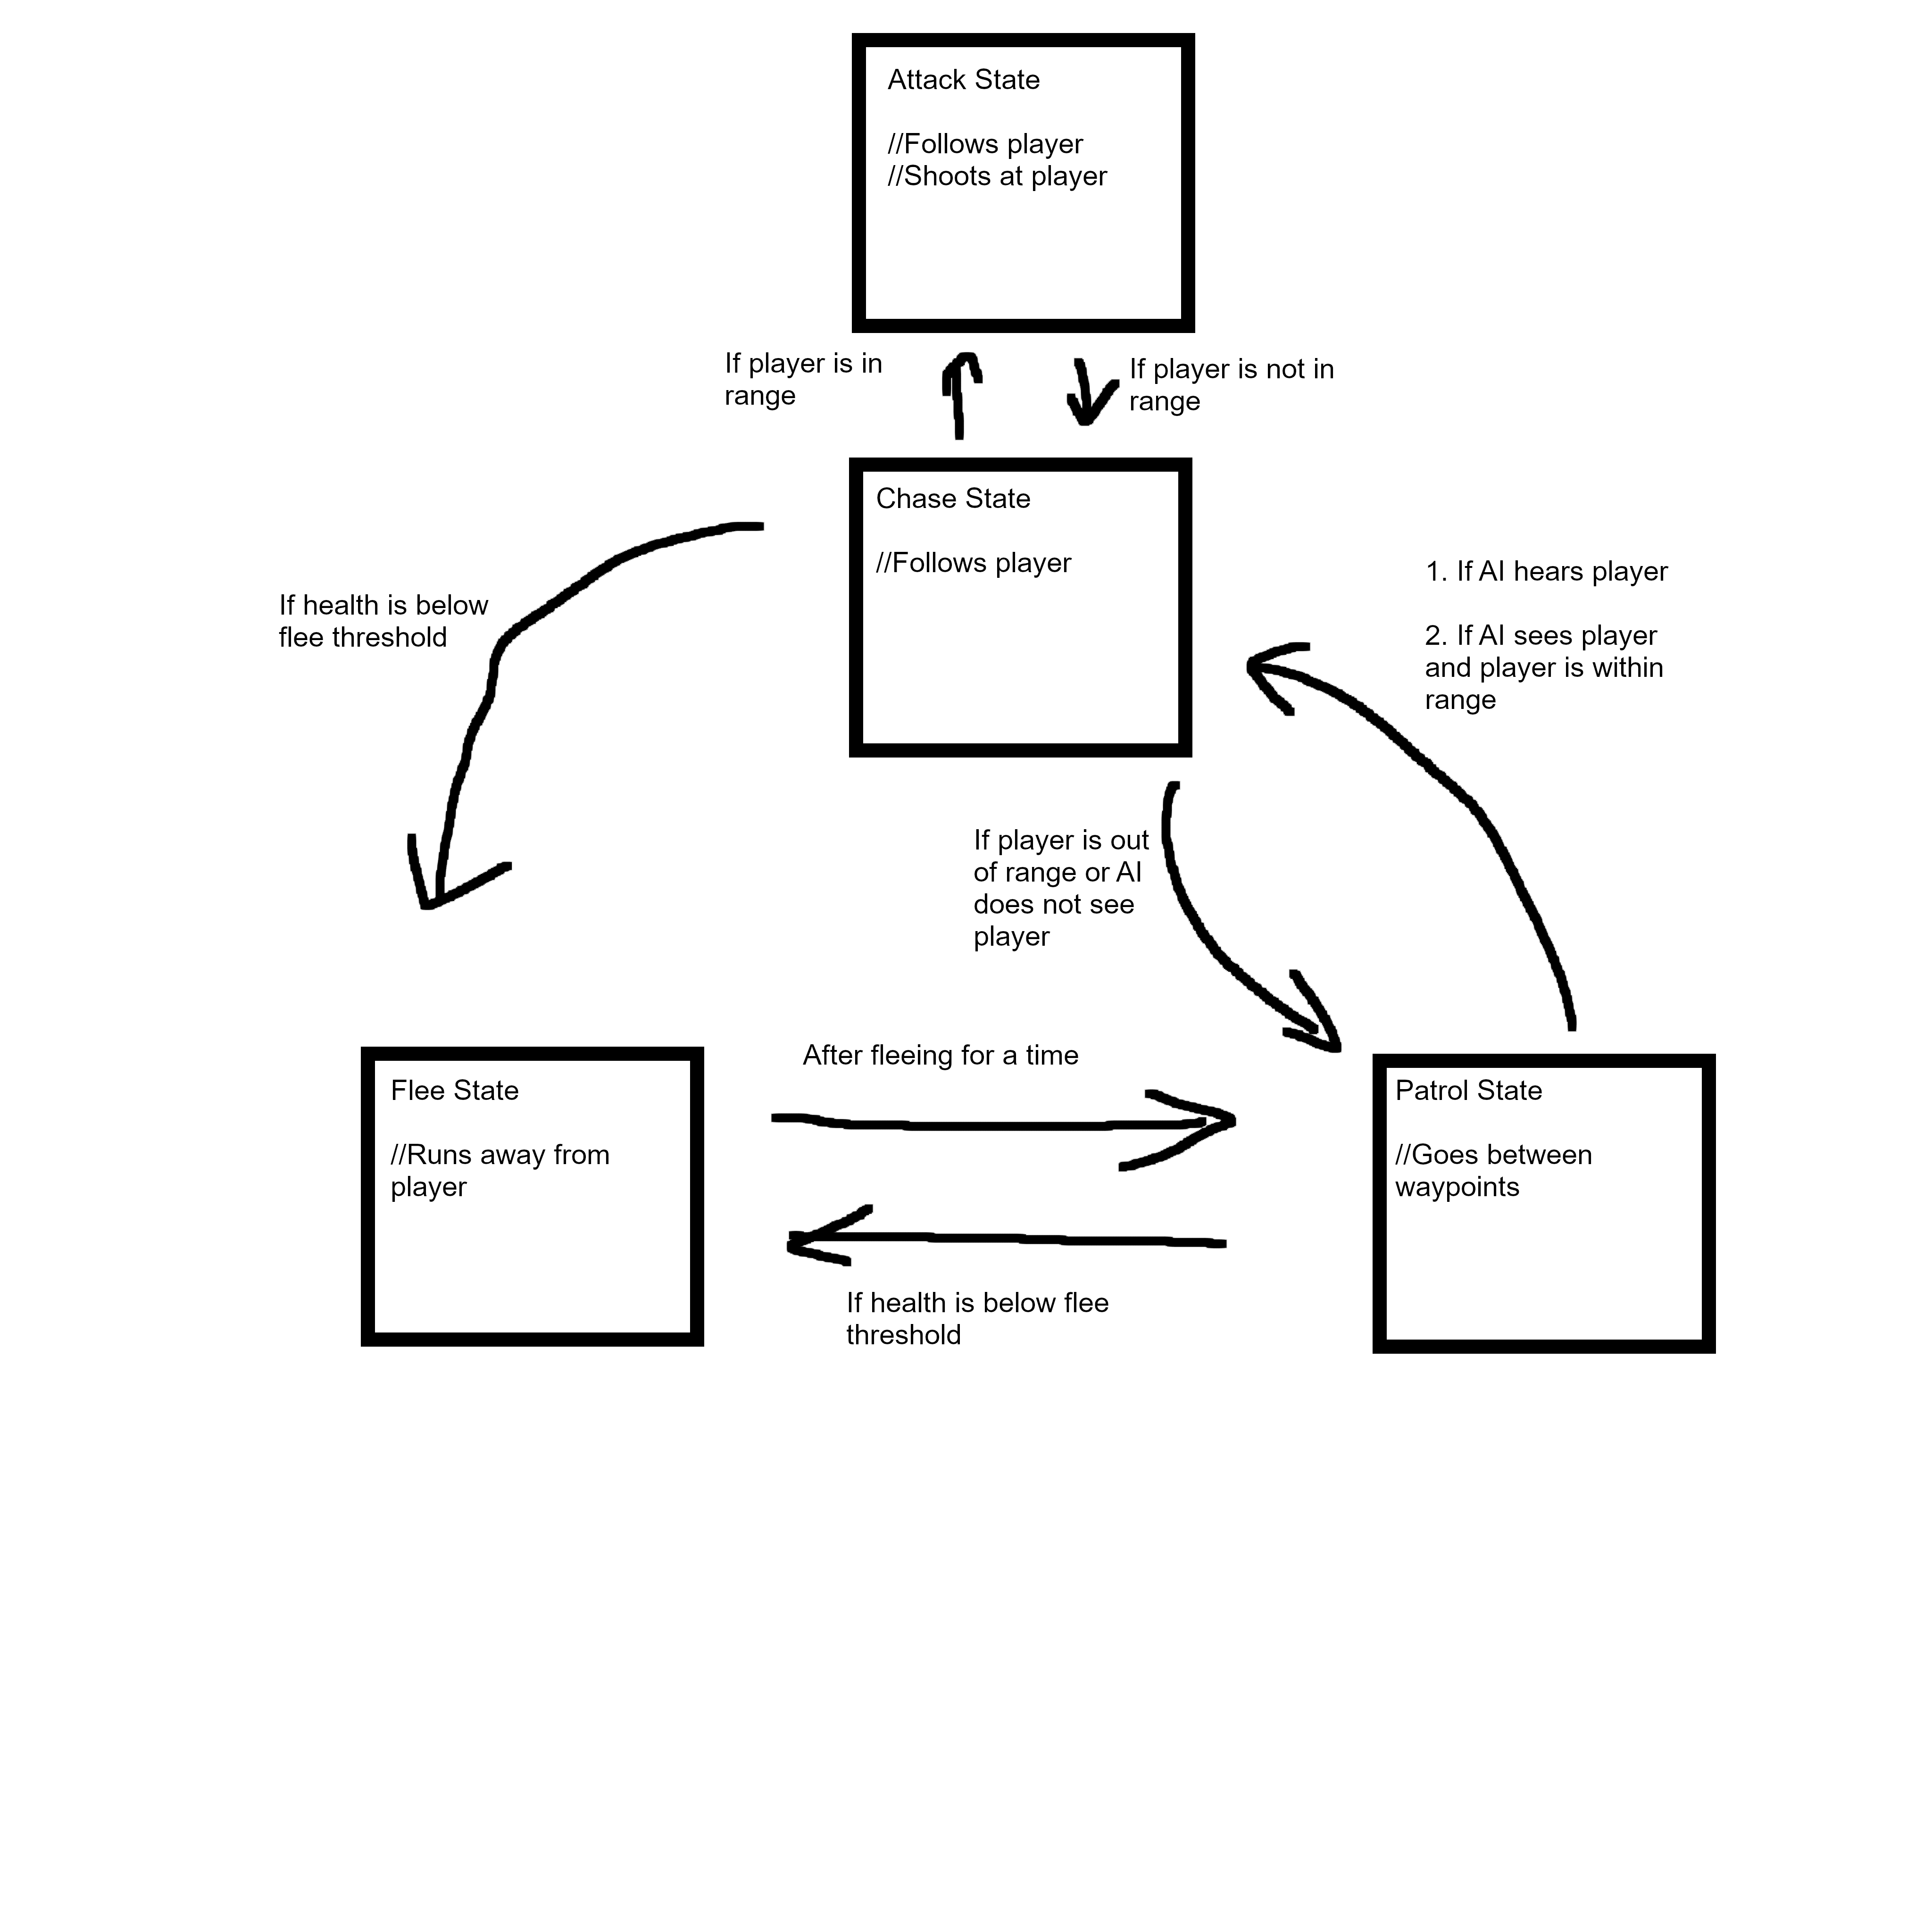 Attack State
//Follows player
//Shoots at player
If player is in
range
If player is not in
range
Chase State
//Follows player
If health is below
flee threshold
1. If AI hears player
2. If AI sees player
and player is within
range
If player is out
of range or AI
does not see
player
After fleeing for a time
Flee State
//Runs away from
player
Patrol State
//Goes between
waypoints
If health is below flee
threshold